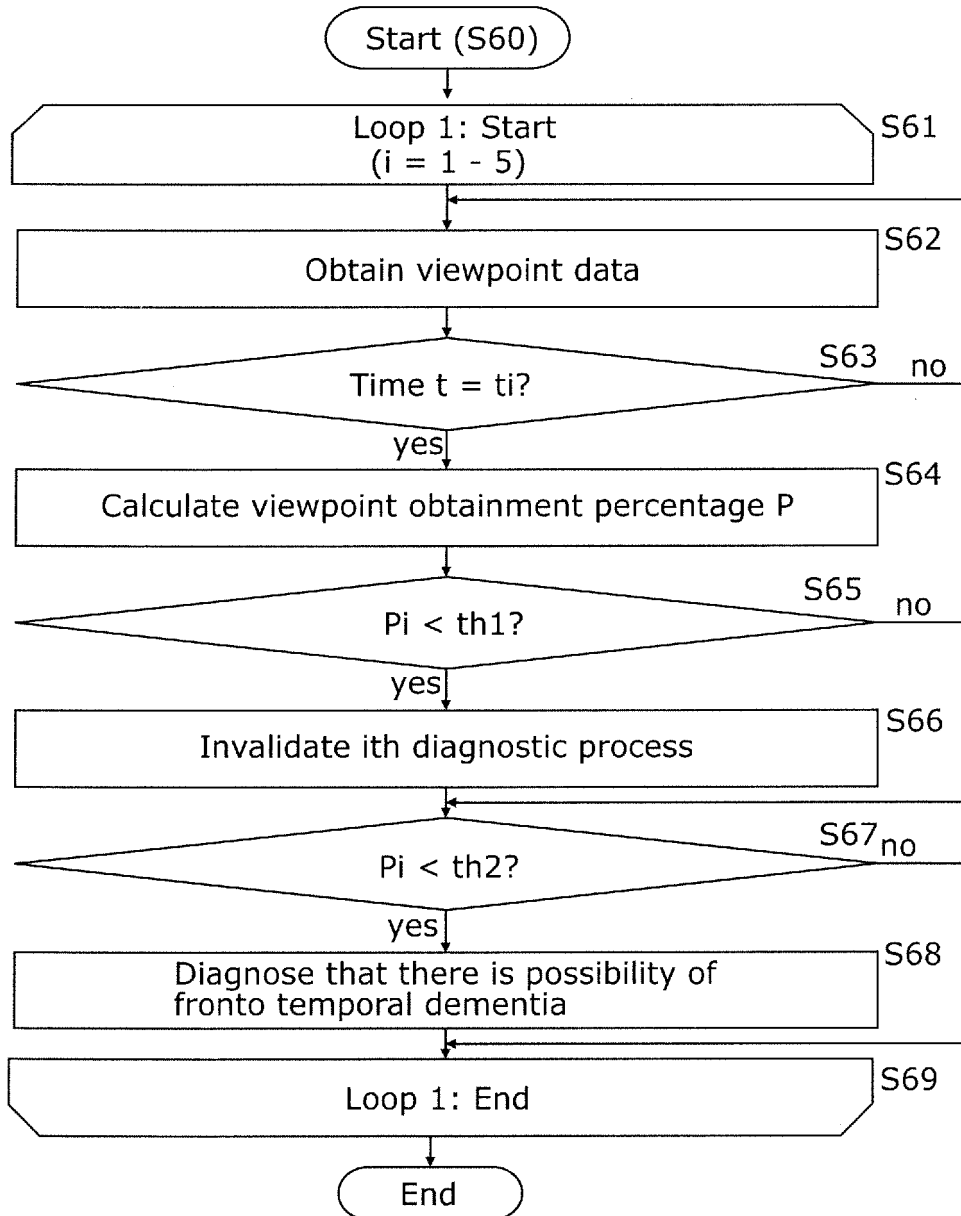 Start (S60)
Loop 1: Start
(i = 1 - 5)
S61
S62
Obtain viewpoint data
S63
no
Time t = ti?
yes
S64
Calculate viewpoint obtainment percentage P
S65
no
Pi < th1?
yes
S66
Invalidate ith diagnostic process
S67
no
Pi < th2?
yes
S68
Diagnose that there is possibility of
fronto temporal dementia
S69
Loop 1: End
End